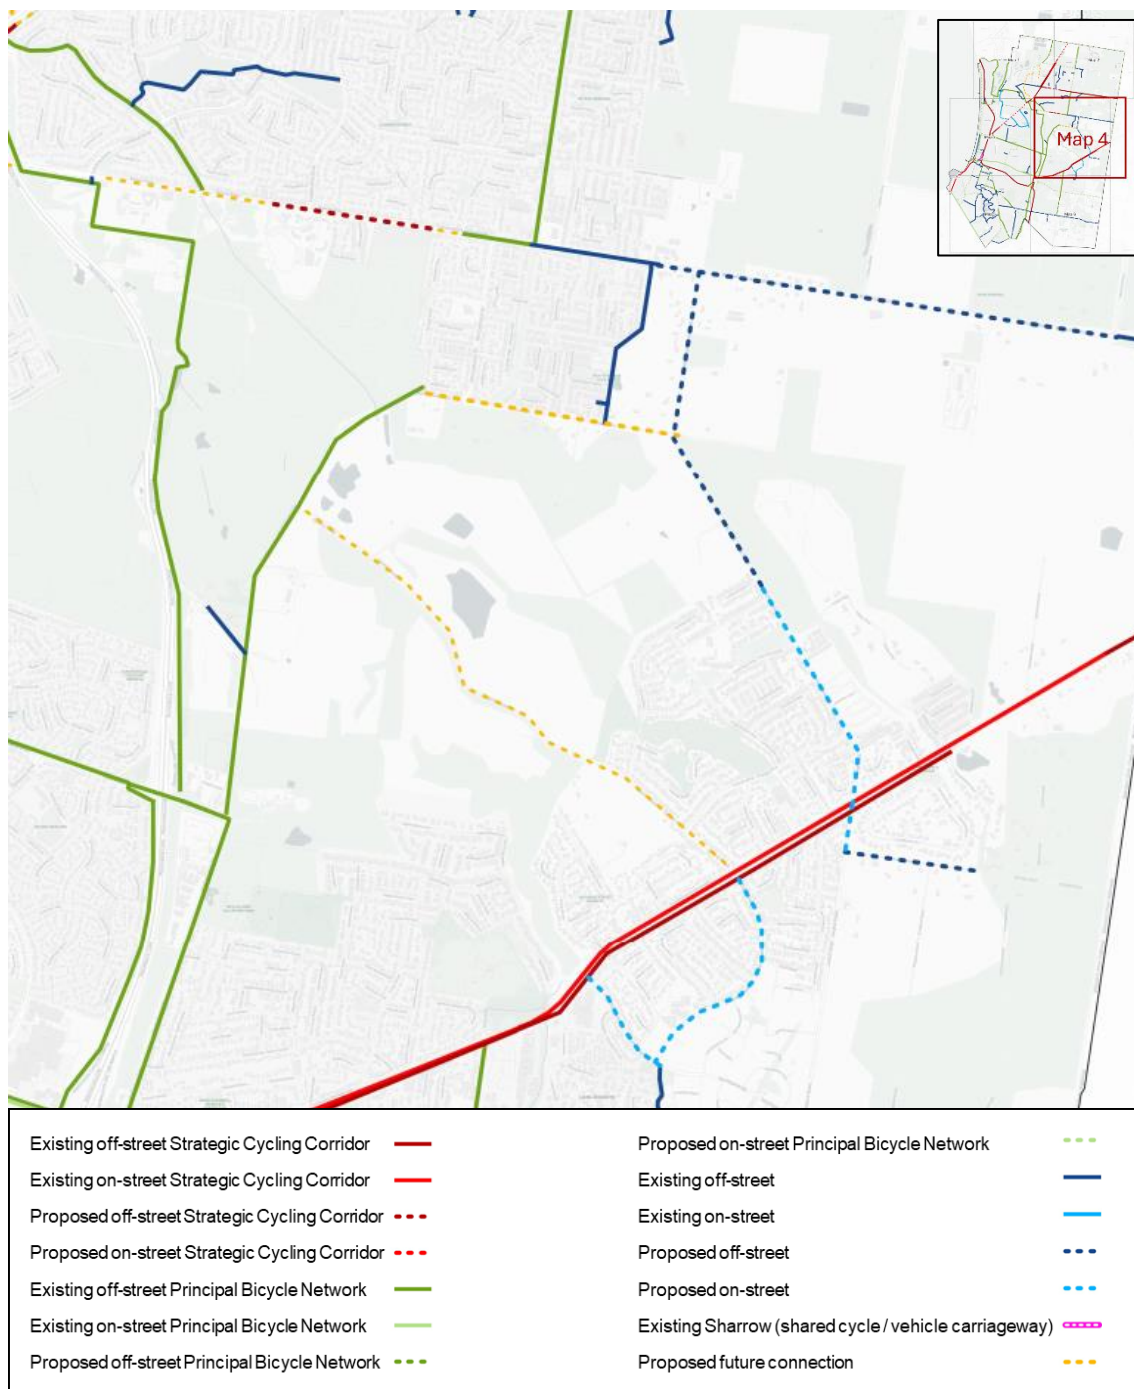 Map 4
Existing off-street Strategic Cycling Corridor
Existing on-street Strategic Cycling Corridor
Proposed off-street Strategic Cycling Corridor
Proposed on-street Strategic Cycling Corridor
Existing off-street Principal Bicycle Network
Existing on-street Principal Bicycle Network
Proposed off-street Principal Bicycle Network
Proposed on-street Principal Bicycle Network
Existing off-street
Existing on-street
Proposed off-street
Proposed on-street
Existing Sharrow (shared cycle / vehicle carriageway)
Proposed future connection